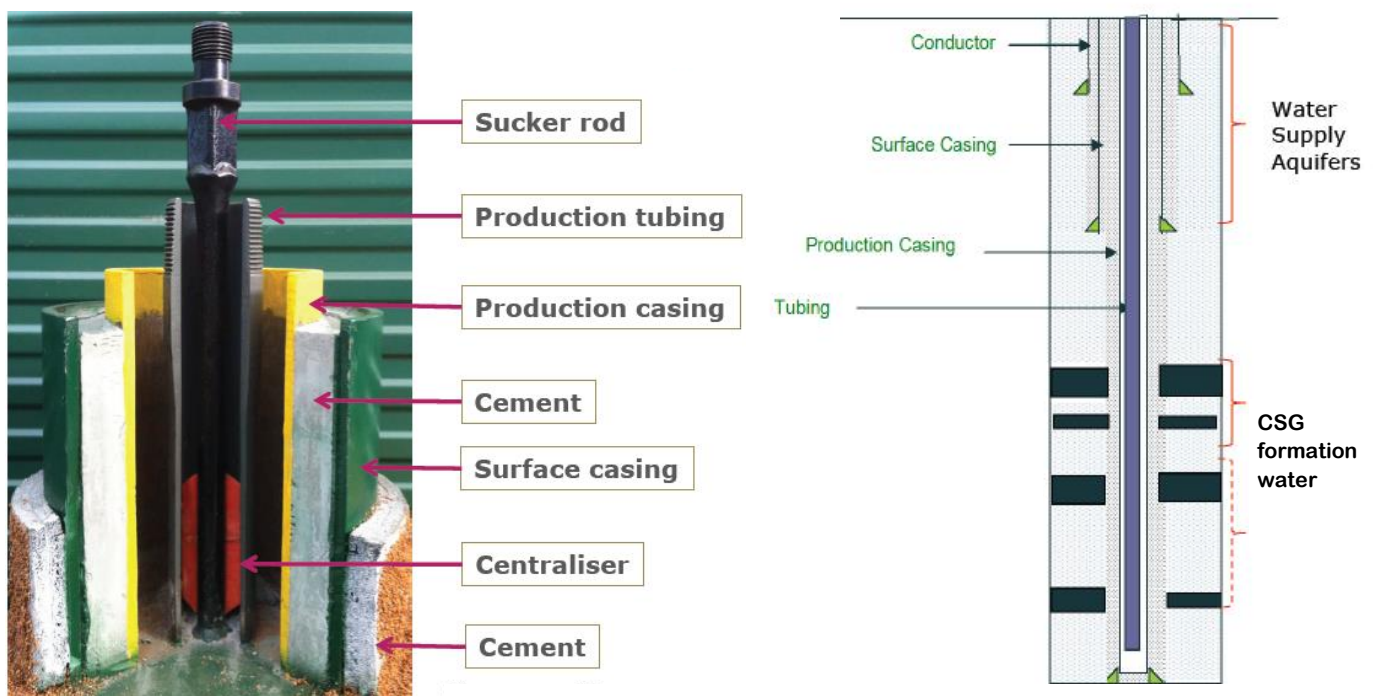 Sucker rod
Production tubing
Production casing
Cement
Surface casing
Centraliser
Cement
Conductor
Surface Casing
Production Casing
Tubing
Water
Supply
Aquifers
CSG
formation
water